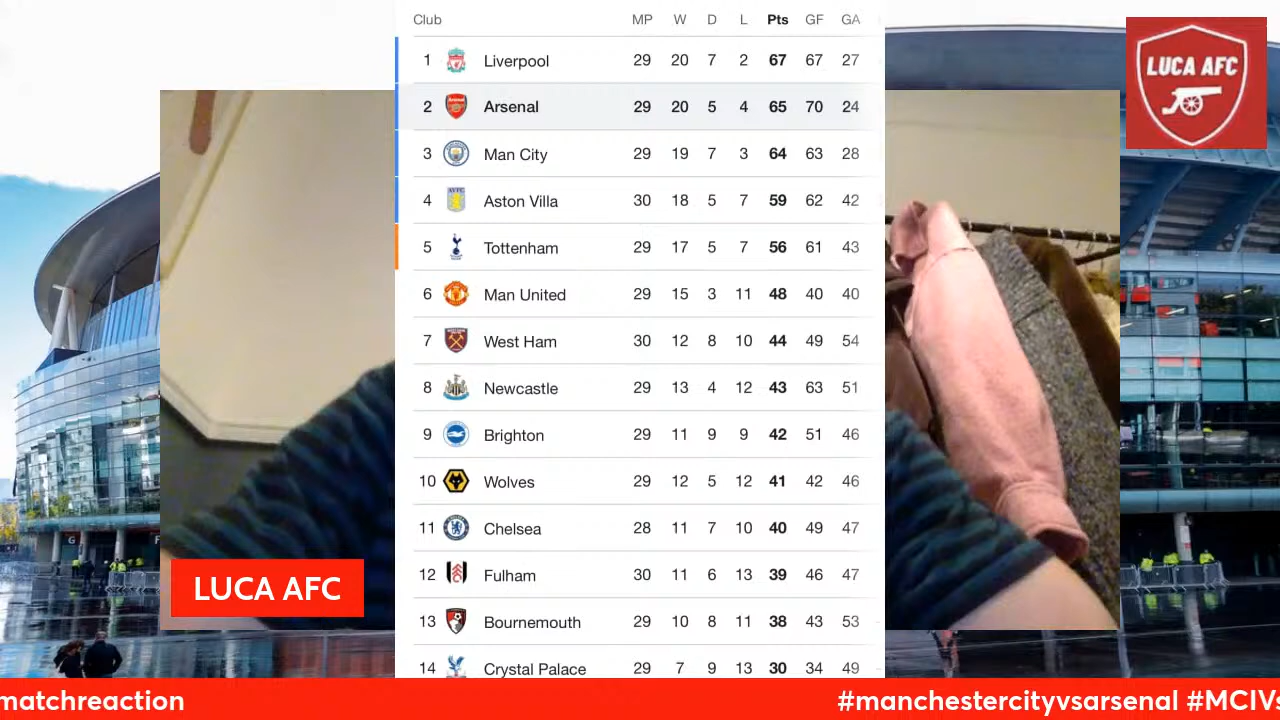 Club MP W D L Pts GF GA
1 Liverpool 29 20 7 2 67 67 27
2 Arsenal 29 20 5 4 65 70 24
3 Man City 29 19 7 3 64 63 28
4 Aston Villa 30 18 5 7 59 62 42
5 Tottenham 29 17 5 7 56 61 43
6 Man United 29 15 3 11 48 40 40
7 West Ham 30 12 8 10 44 49 54
8 Newcastle 29 13 4 12 43 63 51
9 Brighton 29 11 9 9 42 51 46
10 Wolves 29 12 5 12 41 42 46
11 Chelsea 28 11 7 10 40 49 47
12 Fulham 30 11 6 13 39 46 47
13 Bournemouth 29 10 8 11 38 43 53
14 Crystal Palace 29 7 9 13 30 34 49
LUCA AFC
LUCA AFC
matchreaction #manchestercityvsarsenal #MCIVs